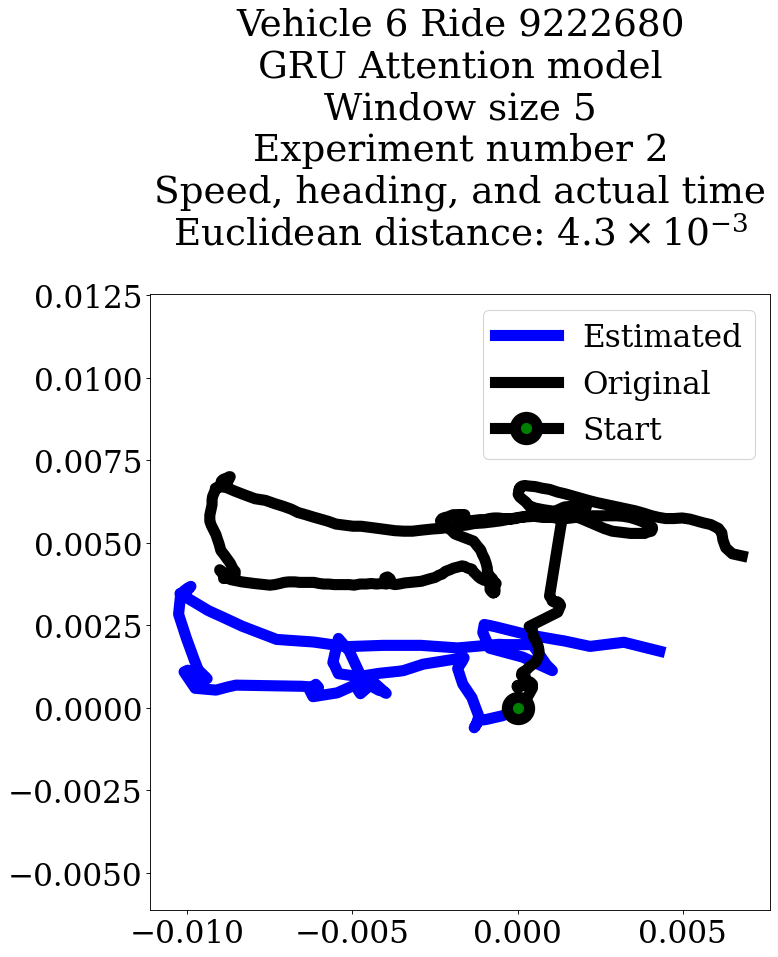 Vehicle 6 Ride 9222680
GRU Attention model
Window size 5
Experiment number 2
Speed, heading, and actual time
Euclidean distance: 4.3 × 10⁻³
0.0125
0.0100
0.0075
0.0050
0.0025
0.0000
−0.0025
−0.0050
Estimated
Original
Start
−0.010 −0.005 0.000 0.005